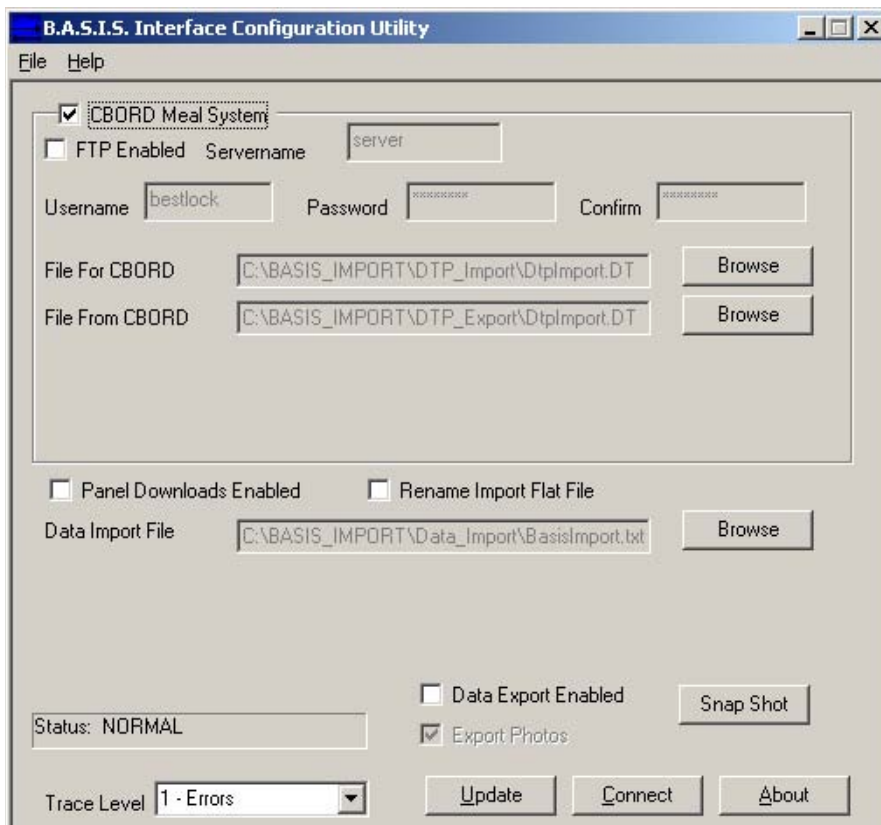 B.A.S.I.S. Interface Configuration Utility
File Help
CBORD Meal System
FTP Enabled Servername server
Username bestlock Password ******** Confirm ********
File For CBORD C:\BASIS_IMPORT\DTP_Import\DtpImport.DT Browse
File From CBORD C:\BASIS_IMPORT\DTP_Export\DtpImport.DT Browse
Panel Downloads Enabled Rename Import Flat File
Data Import File C:\BASIS_IMPORT\Data_Import\BasisImport.txt Browse
Data Export Enabled Snap Shot
Status: NORMAL
Export Photos
Trace Level 1 - Errors Update Connect About